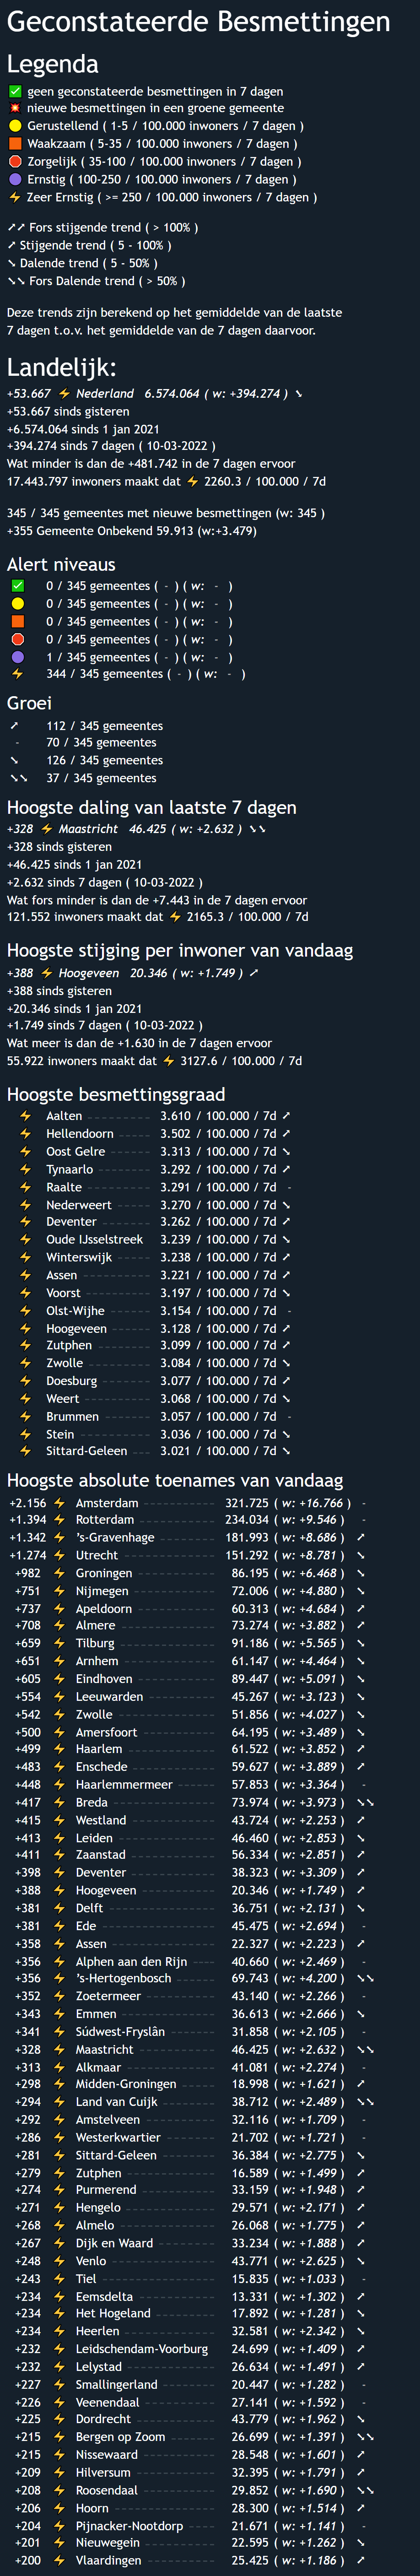 Geconstateerde Besmettingen
Legenda
✅ geen geconstateerde besmettingen in 7 dagen
💥 nieuwe besmettingen in een groene gemeente
🟡 Gerustellend ( 1-5 / 100.000 inwoners / 7 dagen )
🟧 Waakzaam ( 5-35 / 100.000 inwoners / 7 dagen )
🛑 Zorgelijk ( 35-100 / 100.000 inwoners / 7 dagen )
🟣 Ernstig ( 100-250 / 100.000 inwoners / 7 dagen )
⚡ Zeer Ernstig ( >= 250 / 100.000 inwoners / 7 dagen )
➚➚ Fors stijgende trend ( > 100% )
➚ Stijgende trend ( 5 - 100% )
➘ Dalende trend ( 5 - 50% )
➘➘ Fors Dalende trend ( > 50% )
Deze trends zijn berekend op het gemiddelde van de laatste
7 dagen t.o.v. het gemiddelde van de 7 dagen daarvoor.
Landelijk:
+53.667 ⚡ Nederland 6.574.064 ( w: +394.274 ) ➘
+53.667 sinds gisteren
+6.574.064 sinds 1 jan 2021
+394.274 sinds 7 dagen ( 10-03-2022 )
Wat minder is dan de +481.742 in de 7 dagen ervoor
17.443.797 inwoners maakt dat ⚡ 2260.3 / 100.000 / 7d
345 / 345 gemeentes met nieuwe besmettingen (w: 345 )
+355 Gemeente Onbekend 59.913 (w:+3.479)
Alert niveaus
✅ 0 / 345 gemeentes ( - ) ( w: - )
🟡 0 / 345 gemeentes ( - ) ( w: - )
🟧 0 / 345 gemeentes ( - ) ( w: - )
🛑 0 / 345 gemeentes ( - ) ( w: - )
🟣 1 / 345 gemeentes ( - ) ( w: - )
⚡ 344 / 345 gemeentes ( - ) ( w: - )
Groei
➚ 112 / 345 gemeentes
- 70 / 345 gemeentes
➘ 126 / 345 gemeentes
➘➘ 37 / 345 gemeentes
Hoogste daling van laatste 7 dagen
+328 ⚡ Maastricht 46.425 ( w: +2.632 ) ➘➘
+328 sinds gisteren
+46.425 sinds 1 jan 2021
+2.632 sinds 7 dagen ( 10-03-2022 )
Wat fors minder is dan de +7.443 in de 7 dagen ervoor
121.552 inwoners maakt dat ⚡ 2165.3 / 100.000 / 7d
Hoogste stijging per inwoner van vandaag
+388 ⚡ Hoogeveen 20.346 ( w: +1.749 ) ➚
+388 sinds gisteren
+20.346 sinds 1 jan 2021
+1.749 sinds 7 dagen ( 10-03-2022 )
Wat meer is dan de +1.630 in de 7 dagen ervoor
55.922 inwoners maakt dat ⚡ 3127.6 / 100.000 / 7d
Hoogste besmettingsgraad
⚡ Aalten 3.610 / 100.000 / 7d ➚
⚡ Hellendoorn 3.502 / 100.000 / 7d ➚
⚡ Oost Gelre 3.313 / 100.000 / 7d ➘
⚡ Tynaarlo 3.292 / 100.000 / 7d ➚
⚡ Raalte 3.291 / 100.000 / 7d -
⚡ Nederweert 3.270 / 100.000 / 7d ➘
⚡ Deventer 3.262 / 100.000 / 7d ➚
⚡ Oude IJsselstreek 3.239 / 100.000 / 7d ➘
⚡ Winterswijk 3.238 / 100.000 / 7d ➚
⚡ Assen 3.221 / 100.000 / 7d ➚
⚡ Voorst 3.197 / 100.000 / 7d ➘
⚡ Olst-Wijhe 3.154 / 100.000 / 7d -
⚡ Hoogeveen 3.128 / 100.000 / 7d ➚
⚡ Zutphen 3.099 / 100.000 / 7d ➚
⚡ Zwolle 3.084 / 100.000 / 7d ➘
⚡ Doesburg 3.077 / 100.000 / 7d ➚
⚡ Weert 3.068 / 100.000 / 7d ➘
⚡ Brummen 3.057 / 100.000 / 7d -
⚡ Stein 3.036 / 100.000 / 7d ➘
⚡ Sittard-Geleen 3.021 / 100.000 / 7d ➘
Hoogste absolute toenames van vandaag
+2.156 ⚡ Amsterdam 321.725 ( w: +16.766 ) -
+1.394 ⚡ Rotterdam 234.034 ( w: +9.546 ) -
+1.342 ⚡ 's-Gravenhage 181.993 ( w: +8.686 ) ➚
+1.274 ⚡ Utrecht 151.292 ( w: +8.781 ) ➘
+982 ⚡ Groningen 86.195 ( w: +6.468 ) ➘
+751 ⚡ Nijmegen 72.006 ( w: +4.880 ) ➘
+737 ⚡ Apeldoorn 60.313 ( w: +4.684 ) ➚
+708 ⚡ Almere 73.274 ( w: +3.882 ) ➚
+659 ⚡ Tilburg 91.186 ( w: +5.565 ) ➘
+651 ⚡ Arnhem 61.147 ( w: +4.464 ) ➘
+605 ⚡ Eindhoven 89.447 ( w: +5.091 ) ➘
+554 ⚡ Leeuwarden 45.267 ( w: +3.123 ) ➘
+542 ⚡ Zwolle 51.856 ( w: +4.027 ) ➘
+500 ⚡ Amersfoort 64.195 ( w: +3.489 ) ➘
+499 ⚡ Haarlem 61.522 ( w: +3.852 ) ➚
+483 ⚡ Enschede 59.627 ( w: +3.889 ) ➚
+448 ⚡ Haarlemmermeer 57.853 ( w: +3.364 ) -
+417 ⚡ Breda 73.974 ( w: +3.973 ) ➘➘
+415 ⚡ Westland 43.724 ( w: +2.253 ) ➚
+413 ⚡ Leiden 46.460 ( w: +2.853 ) ➘
+411 ⚡ Zaanstad 56.334 ( w: +2.851 ) ➚
+398 ⚡ Deventer 38.323 ( w: +3.309 ) ➚
+388 ⚡ Hoogeveen 20.346 ( w: +1.749 ) ➚
+381 ⚡ Delft 36.751 ( w: +2.131 ) ➘
+381 ⚡ Ede 45.475 ( w: +2.694 ) -
+358 ⚡ Assen 22.327 ( w: +2.223 ) ➚
+356 ⚡ Alphen aan den Rijn 40.660 ( w: +2.469 ) -
+356 ⚡ 's-Hertogenbosch 69.743 ( w: +4.200 ) ➘➘
+352 ⚡ Zoetermeer 43.140 ( w: +2.266 ) -
+343 ⚡ Emmen 36.613 ( w: +2.666 ) ➘
+341 ⚡ Súdwest-Fryslân 31.858 ( w: +2.105 ) -
+328 ⚡ Maastricht 46.425 ( w: +2.632 ) ➘➘
+313 ⚡ Alkmaar 41.081 ( w: +2.274 ) -
+298 ⚡ Midden-Groningen 18.998 ( w: +1.621 ) ➚
+294 ⚡ Land van Cuijk 38.712 ( w: +2.489 ) ➘➘
+292 ⚡ Amstelveen 32.116 ( w: +1.709 ) -
+286 ⚡ Westerkwartier 21.702 ( w: +1.721 ) -
+281 ⚡ Sittard-Geleen 36.384 ( w: +2.775 ) ➘
+279 ⚡ Zutphen 16.589 ( w: +1.499 ) ➚
+274 ⚡ Purmerend 33.159 ( w: +1.948 ) ➚
+271 ⚡ Hengelo 29.571 ( w: +2.171 ) ➚
+268 ⚡ Almelo 26.068 ( w: +1.775 ) ➚
+267 ⚡ Dijk en Waard 33.234 ( w: +1.888 ) ➚
+248 ⚡ Venlo 43.771 ( w: +2.625 ) ➘
+243 ⚡ Tiel 15.835 ( w: +1.033 ) -
+234 ⚡ Eemsdelta 13.331 ( w: +1.302 ) ➚
+234 ⚡ Het Hogeland 17.892 ( w: +1.281 ) ➘
+234 ⚡ Heerlen 32.581 ( w: +2.342 ) ➘
+232 ⚡ Leidschendam-Voorburg 24.699 ( w: +1.409 ) ➚
+232 ⚡ Lelystad 26.634 ( w: +1.491 ) ➚
+227 ⚡ Smallingerland 20.447 ( w: +1.282 ) -
+226 ⚡ Veenendaal 27.141 ( w: +1.592 ) -
+225 ⚡ Dordrecht 43.779 ( w: +1.962 ) ➘
+215 ⚡ Bergen op Zoom 26.699 ( w: +1.391 ) ➘➘
+215 ⚡ Nissewaard 28.548 ( w: +1.601 ) ➚
+209 ⚡ Hilversum 32.395 ( w: +1.791 ) ➚
+208 ⚡ Roosendaal 29.852 ( w: +1.690 ) ➘➘
+206 ⚡ Hoorn 28.300 ( w: +1.514 ) ➚
+204 ⚡ Pijnacker-Nootdorp 21.671 ( w: +1.141 ) -
+201 ⚡ Nieuwegein 22.595 ( w: +1.262 ) ➘
+200 ⚡ Vlaardingen 25.425 ( w: +1.186 ) ➚